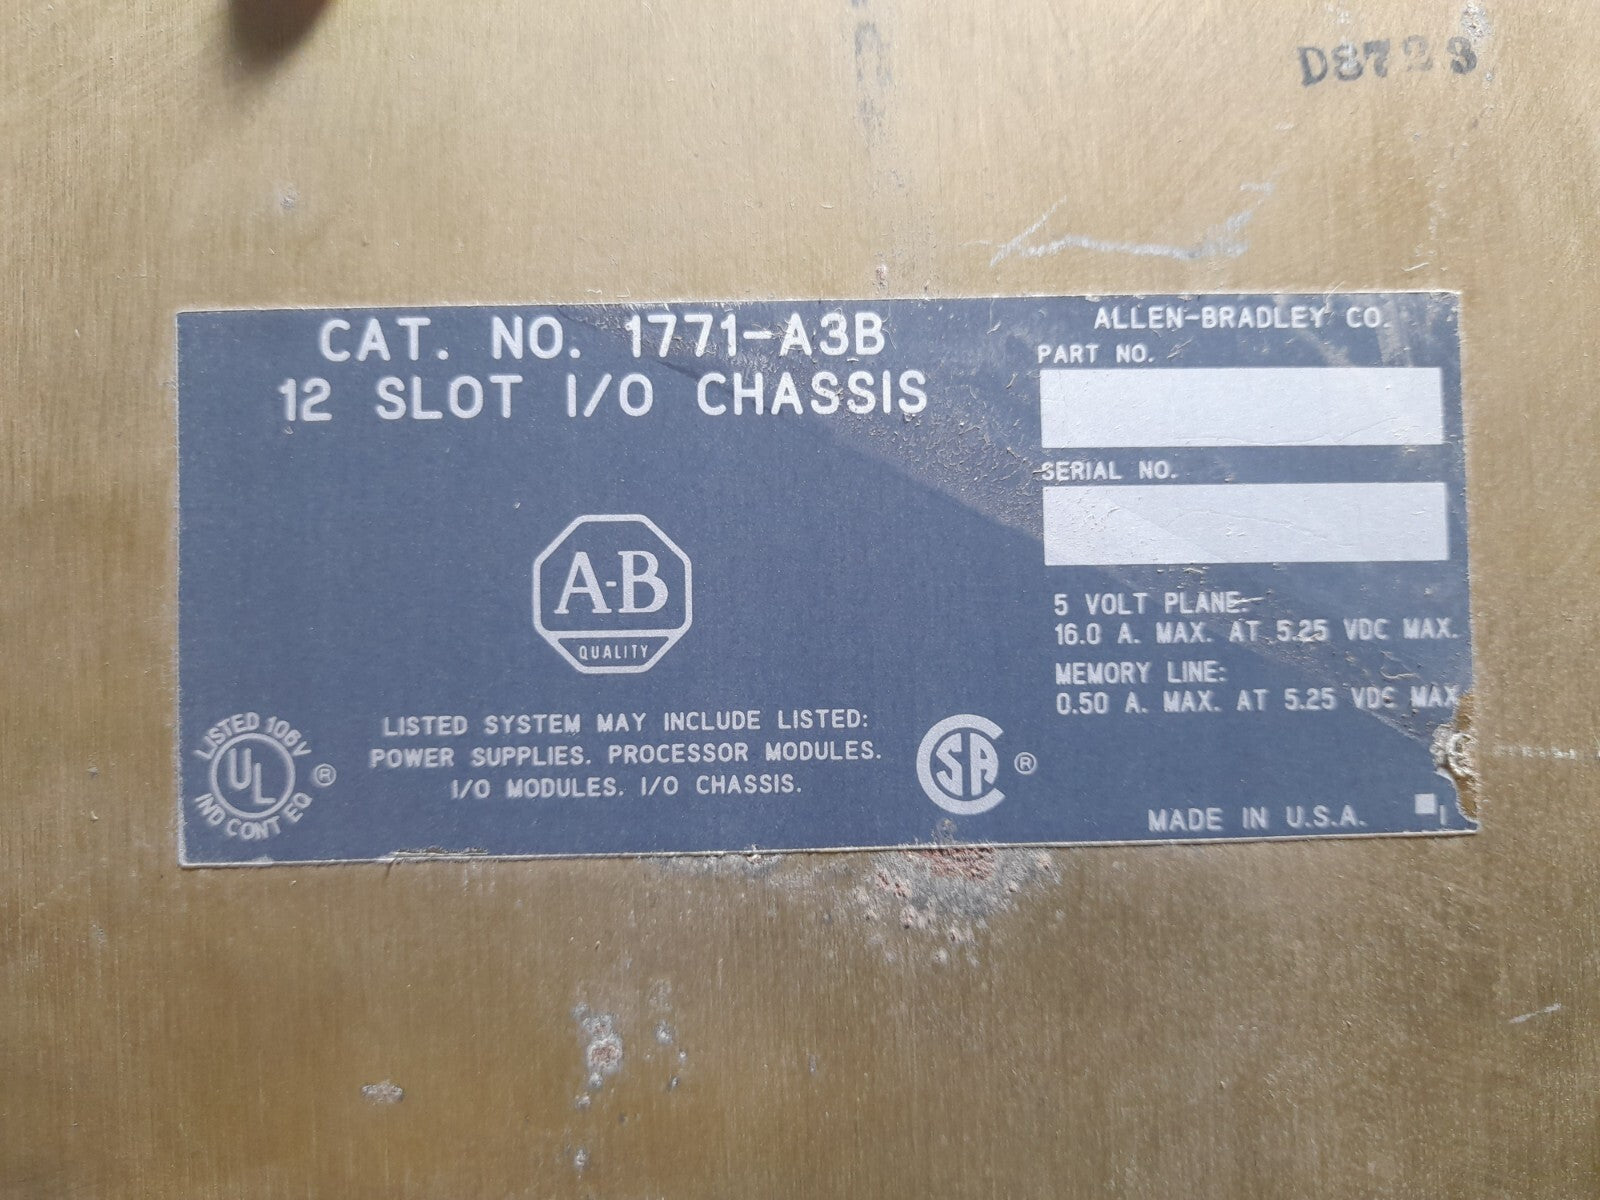 D8723
CAT. NO. 1771-A3B
12 SLOT I/O CHASSIS
ALLEN-BRADLEY CO.
PART NO.
SERIAL NO.
A-B
QUALITY
5 VOLT PLANE:
16.0 A. MAX. AT 5.25 VDC MAX.
MEMORY LINE:
0.50 A. MAX. AT 5.25 VDC MAX
LISTED 106V
UL ®
IND CONT EQ
LISTED SYSTEM MAY INCLUDE LISTED:
POWER SUPPLIES. PROCESSOR MODULES.
I/O MODULES. I/O CHASSIS.
CSA ®
MADE IN U.S.A.